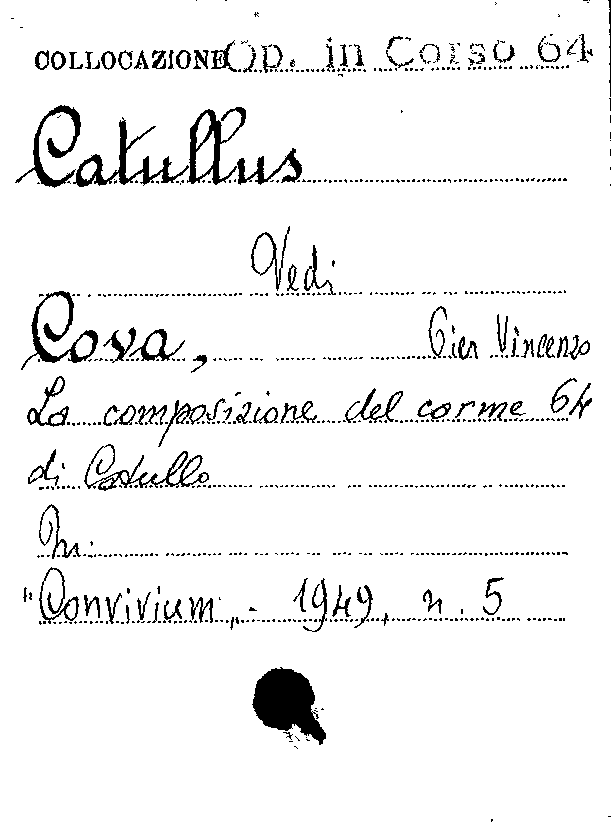 COLLOCAZIONE Op. in Corso 64
Catullus
Vedi
Cova, Pier Vincenzo
La composizione del carme 64
di Catullo
In:
"Convivium„.- 1949, n. 5